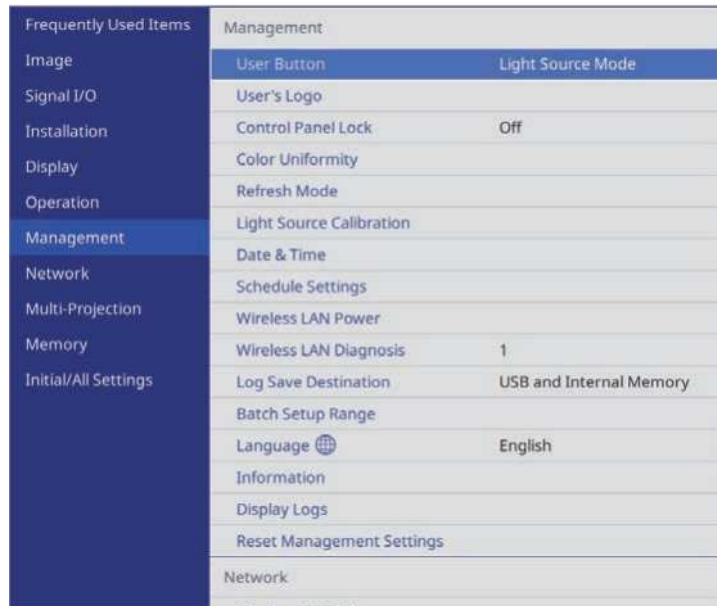 Frequently Used Items
Image
Signal I/O
Installation
Display
Operation
Management
Network
Multi-Projection
Memory
Initial/All Settings
Management
User Button Light Source Mode
User's Logo
Control Panel Lock Off
Color Uniformity
Refresh Mode
Light Source Calibration
Date & Time
Schedule Settings
Wireless LAN Power
Wireless LAN Diagnosis 1
Log Save Destination USB and Internal Memory
Batch Setup Range
Language English
Information
Display Logs
Reset Management Settings
Network